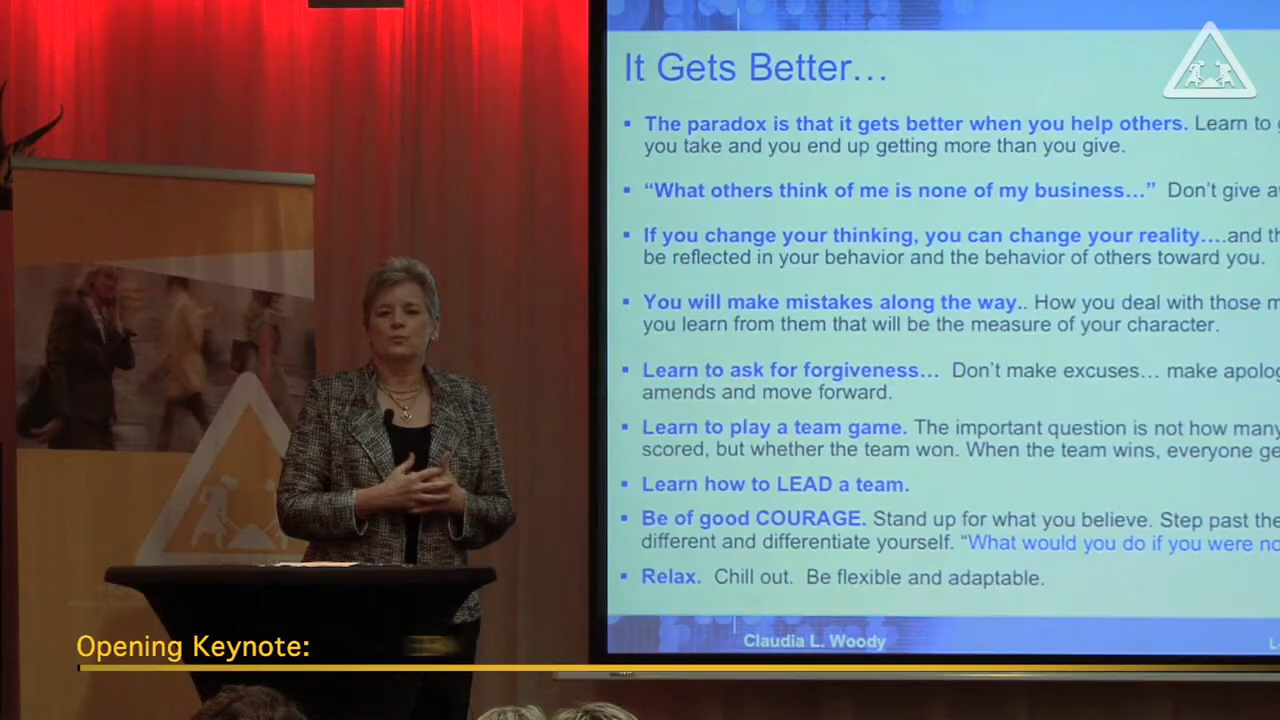 It Gets Better…
▪ The paradox is that it gets better when you help others. Learn to
you take and you end up getting more than you give.
▪ “What others think of me is none of my business…” Don’t give
▪ If you change your thinking, you can change your reality….and
be reflected in your behavior and the behavior of others toward you.
▪ You will make mistakes along the way.. How you deal with those
you learn from them that will be the measure of your character.
▪ Learn to ask for forgiveness… Don’t make excuses… make
amends and move forward.
▪ Learn to play a team game. The important question is not how many
scored, but whether the team won. When the team wins, everyone
▪ Learn how to LEAD a team.
▪ Be of good COURAGE. Stand up for what you believe. Step past the
different and differentiate yourself. “What would you do if you were
▪ Relax. Chill out. Be flexible and adaptable.
Claudia L. Woody
Opening Keynote: